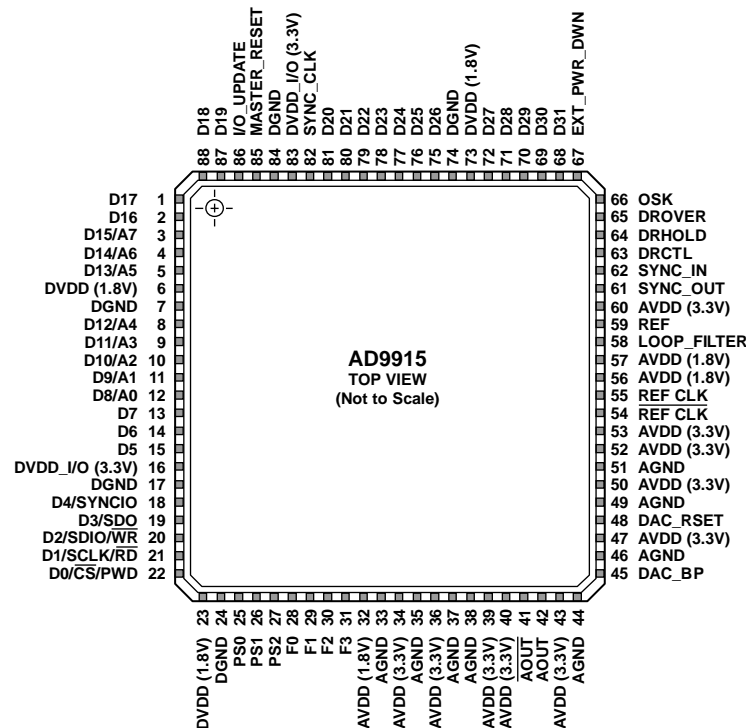 D18 88
D19 87
I/O_UPDATE 86
MASTER_RESET 85
DGND 84
DVDD_I/O (3.3V) 83
SYNC_CLK 82
D20 81
D21 80
D22 79
D23 78
D24 77
D25 76
D26 75
DGND 74
DVDD (1.8V) 73
D27 72
D28 71
D29 70
D30 69
D31 68
EXT_PWR_DWN 67
D17 1
D16 2
D15/A7 3
D14/A6 4
D13/A5 5
DVDD (1.8V) 6
DGND 7
D12/A4 8
D11/A3 9
D10/A2 10
D9/A1 11
D8/A0 12
D7 13
D6 14
D5 15
DVDD_I/O (3.3V) 16
DGND 17
D4/SYNCIO 18
D3/SDO 19
D2/SDIO/WR 20
D1/SCLK/RD 21
D0/CS/PWD 22
AD9915
TOP VIEW
(Not to Scale)
66 OSK
65 DROVER
64 DRHOLD
63 DRCTL
62 SYNC_IN
61 SYNC_OUT
60 AVDD (3.3V)
59 REF
58 LOOP_FILTER
57 AVDD (1.8V)
56 AVDD (1.8V)
55 REF CLK
54 REF CLK
53 AVDD (3.3V)
52 AVDD (3.3V)
51 AGND
50 AVDD (3.3V)
49 AGND
48 DAC_RSET
47 AVDD (3.3V)
46 AGND
45 DAC_BP
DVDD (1.8V) 23
DGND 24
PS0 25
PS1 26
PS2 27
F0 28
F1 29
F2 30
F3 31
AVDD (1.8V) 32
AGND 33
AVDD (3.3V) 34
AGND 35
AVDD (3.3V) 36
AGND 37
AGND 38
AVDD (3.3V) 39
AVDD (3.3V) 40
AOUT 41
AOUT 42
AVDD (3.3V) 43
AGND 44